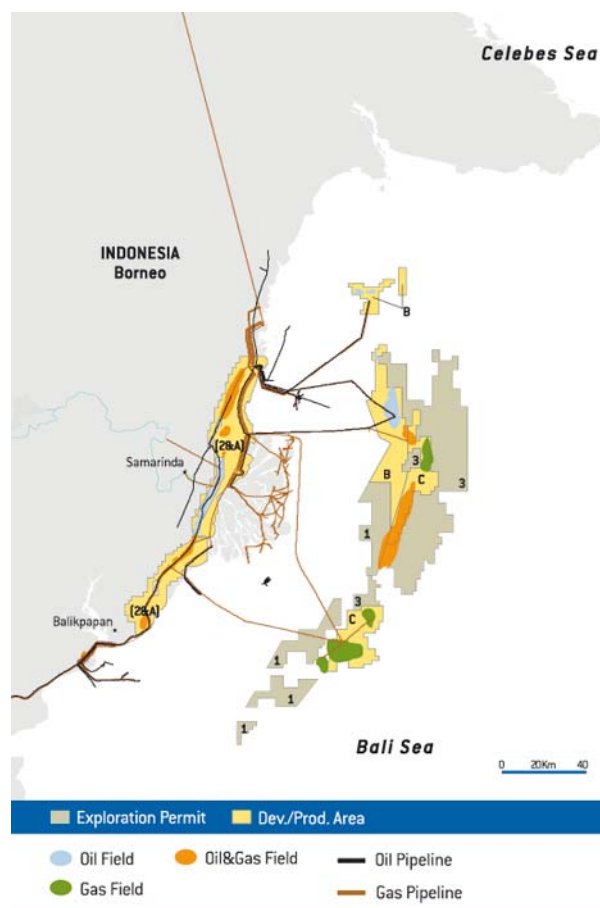 Celebes Sea
INDONESIA
Borneo
B
(2&A)
Samarinda
3
C
B
3
1
3
C
(2&A)
Balikpapan
1
1
1
Bali Sea
0 20Km 40
Exploration Permit Dev./Prod. Area
Oil Field Oil&Gas Field Oil Pipeline
Gas Field Gas Pipeline